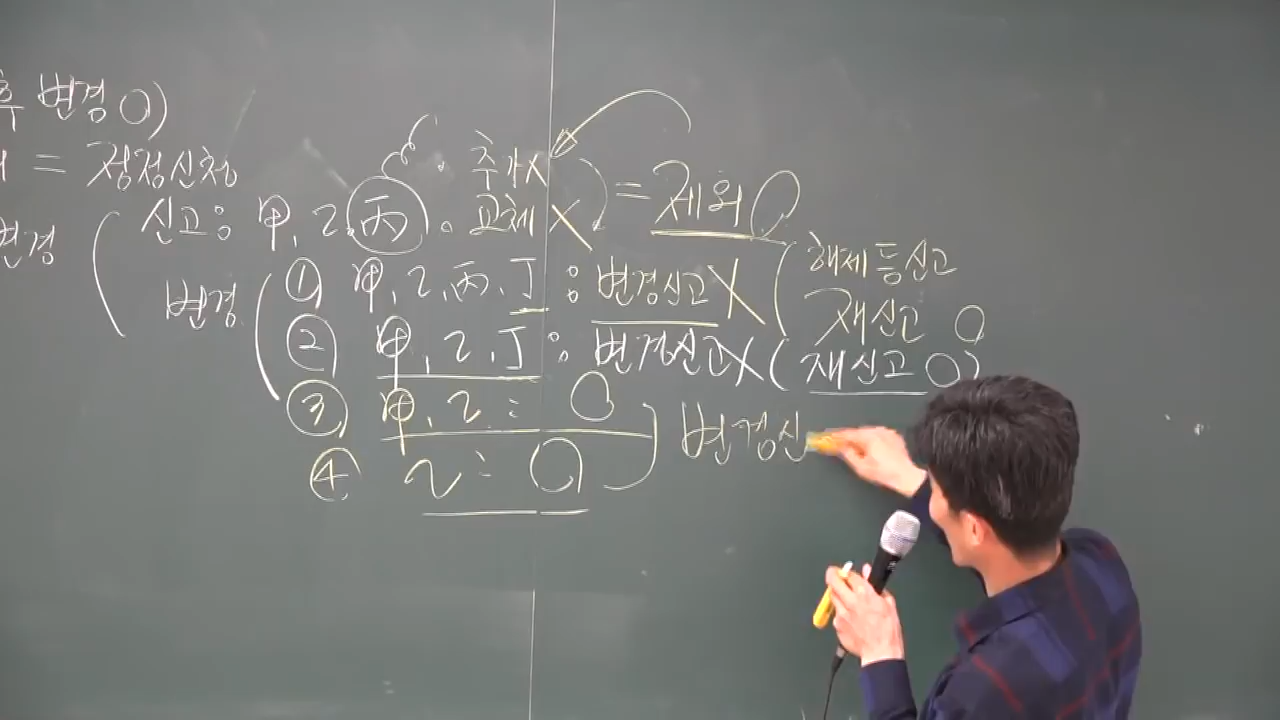 후 변경 O)
= 정정신청
변경
· 추가X
신고: 甲, 乙, 丙. 교체 X = 제외 O
변경 ① 甲, 乙, 丙, 丁 : 변경신고 X ( 해제등신고
재신고 O
② 甲, 乙, 丁 : 변경신고X ( 재신고 O)
③ 甲, 乙 : O
④ 乙 : O ) 변경신